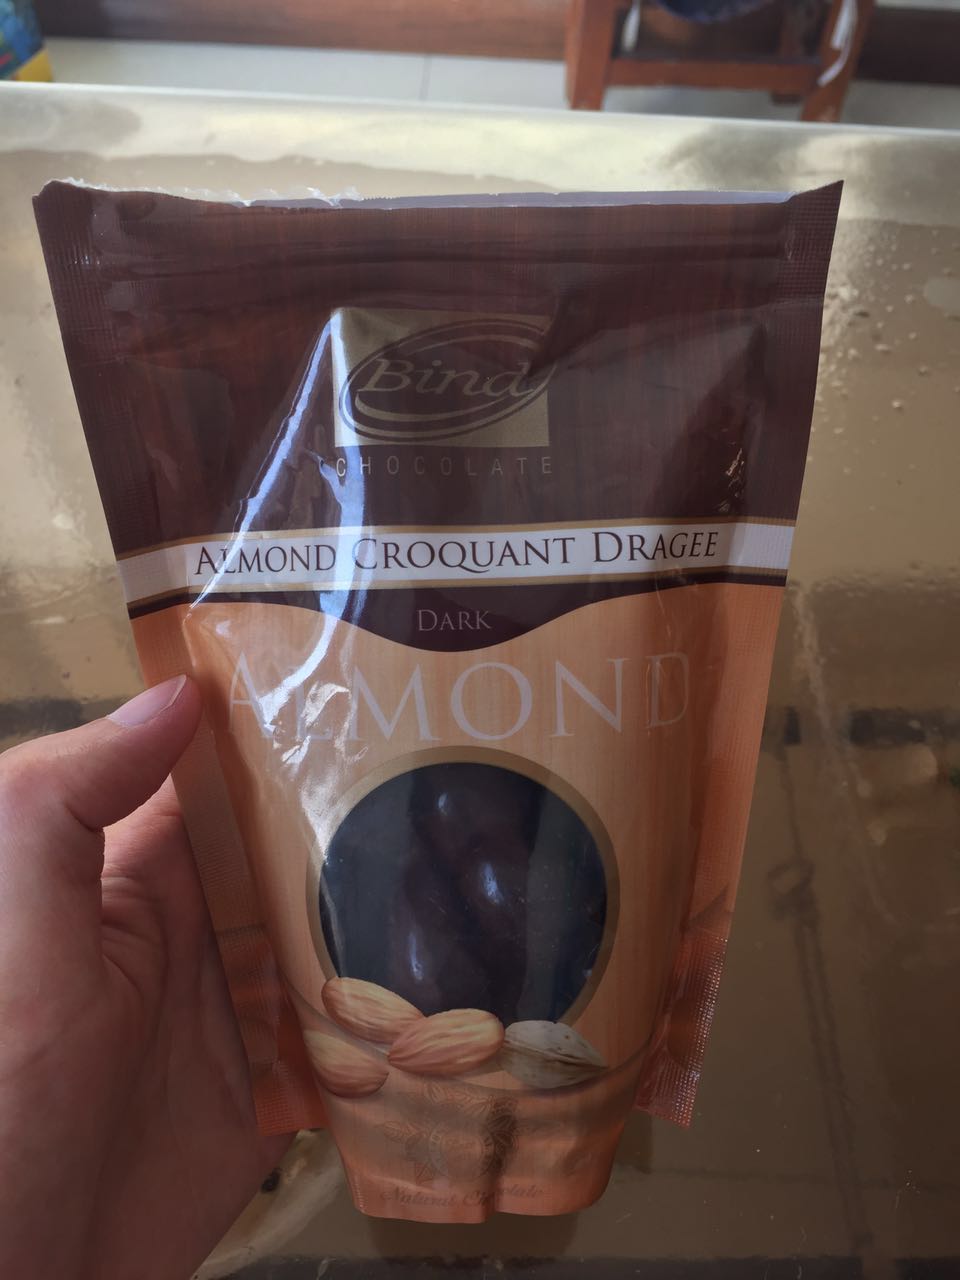 Bind
CHOCOLATE
ALMOND CROQUANT DRAGEE
DARK
ALMOND
Natural Chocolate